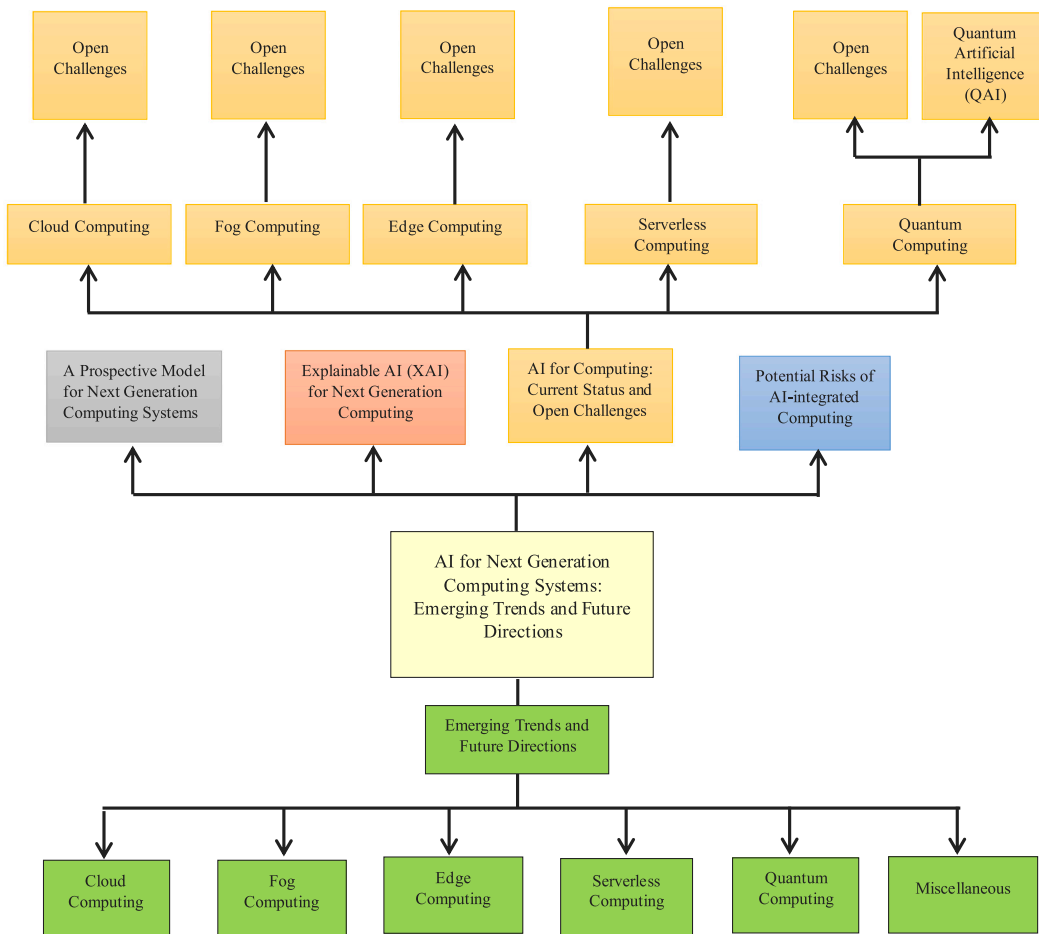 Open
Challenges
Open
Challenges
Open
Challenges
Open
Challenges
Open
Challenges
Quantum
Artificial
Intelligence
(QAI)
Cloud Computing
Fog Computing
Edge Computing
Serverless
Computing
Quantum
Computing
A Prospective Model
for Next Generation
Computing Systems
Explainable AI (XAI)
for Next Generation
Computing
AI for Computing:
Current Status and
Open Challenges
Potential Risks of
AI-integrated
Computing
AI for Next Generation
Computing Systems:
Emerging Trends and Future
Directions
Emerging Trends and
Future Directions
Cloud
Computing
Fog
Computing
Edge
Computing
Serverless
Computing
Quantum
Computing
Miscellaneous